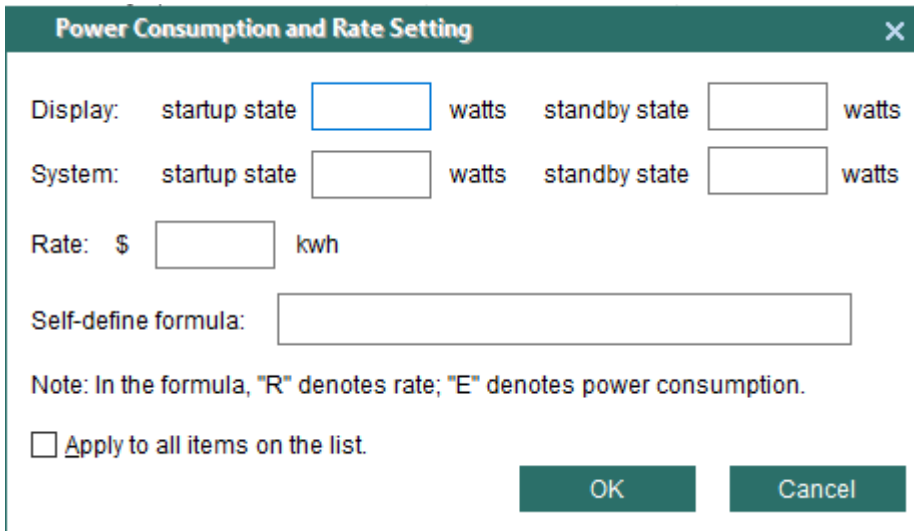 Power Consumption and Rate Setting
Display: startup state watts standby state watts
System: startup state watts standby state watts
Rate: $ kwh
Self-define formula:
Note: In the formula, "R" denotes rate; "E" denotes power consumption.
Apply to all items on the list.
OK Cancel